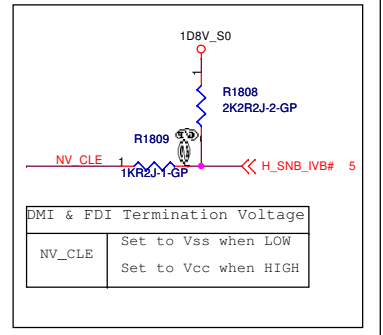 1D8V_S0
1
R1808
2K2R2J-2-GP
R1809
NV_CLE
1
1KR2J-1-GP
H_SNB_IVB# 5
DMI & FDI Termination Voltage
NV_CLE
Set to Vss when LOW
Set to Vcc when HIGH